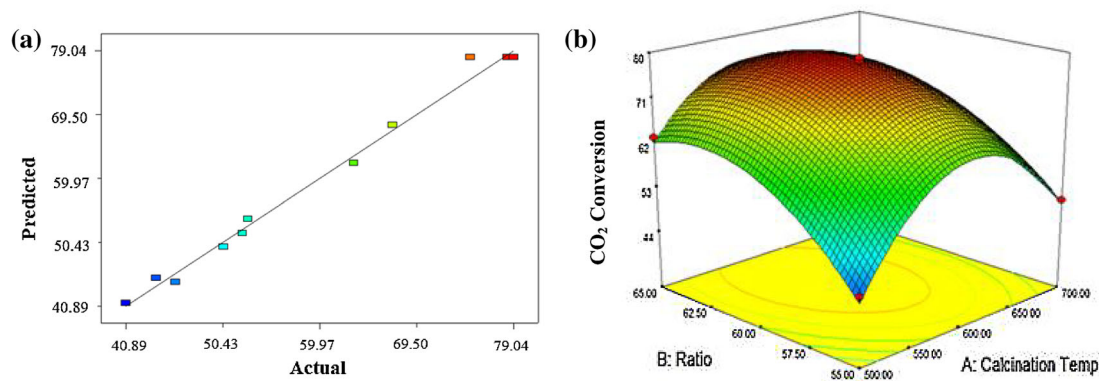 (a)
79.04
69.50
59.97
50.43
40.89
Predicted
40.89 50.43 59.97 69.50 79.04
Actual
(b)
80
71
62
53
44
CO₂ Conversion
65.00
62.50
60.00
57.50
55.00
B: Ratio
500.00
550.00
600.00
650.00
700.00
A: Calcination Temp